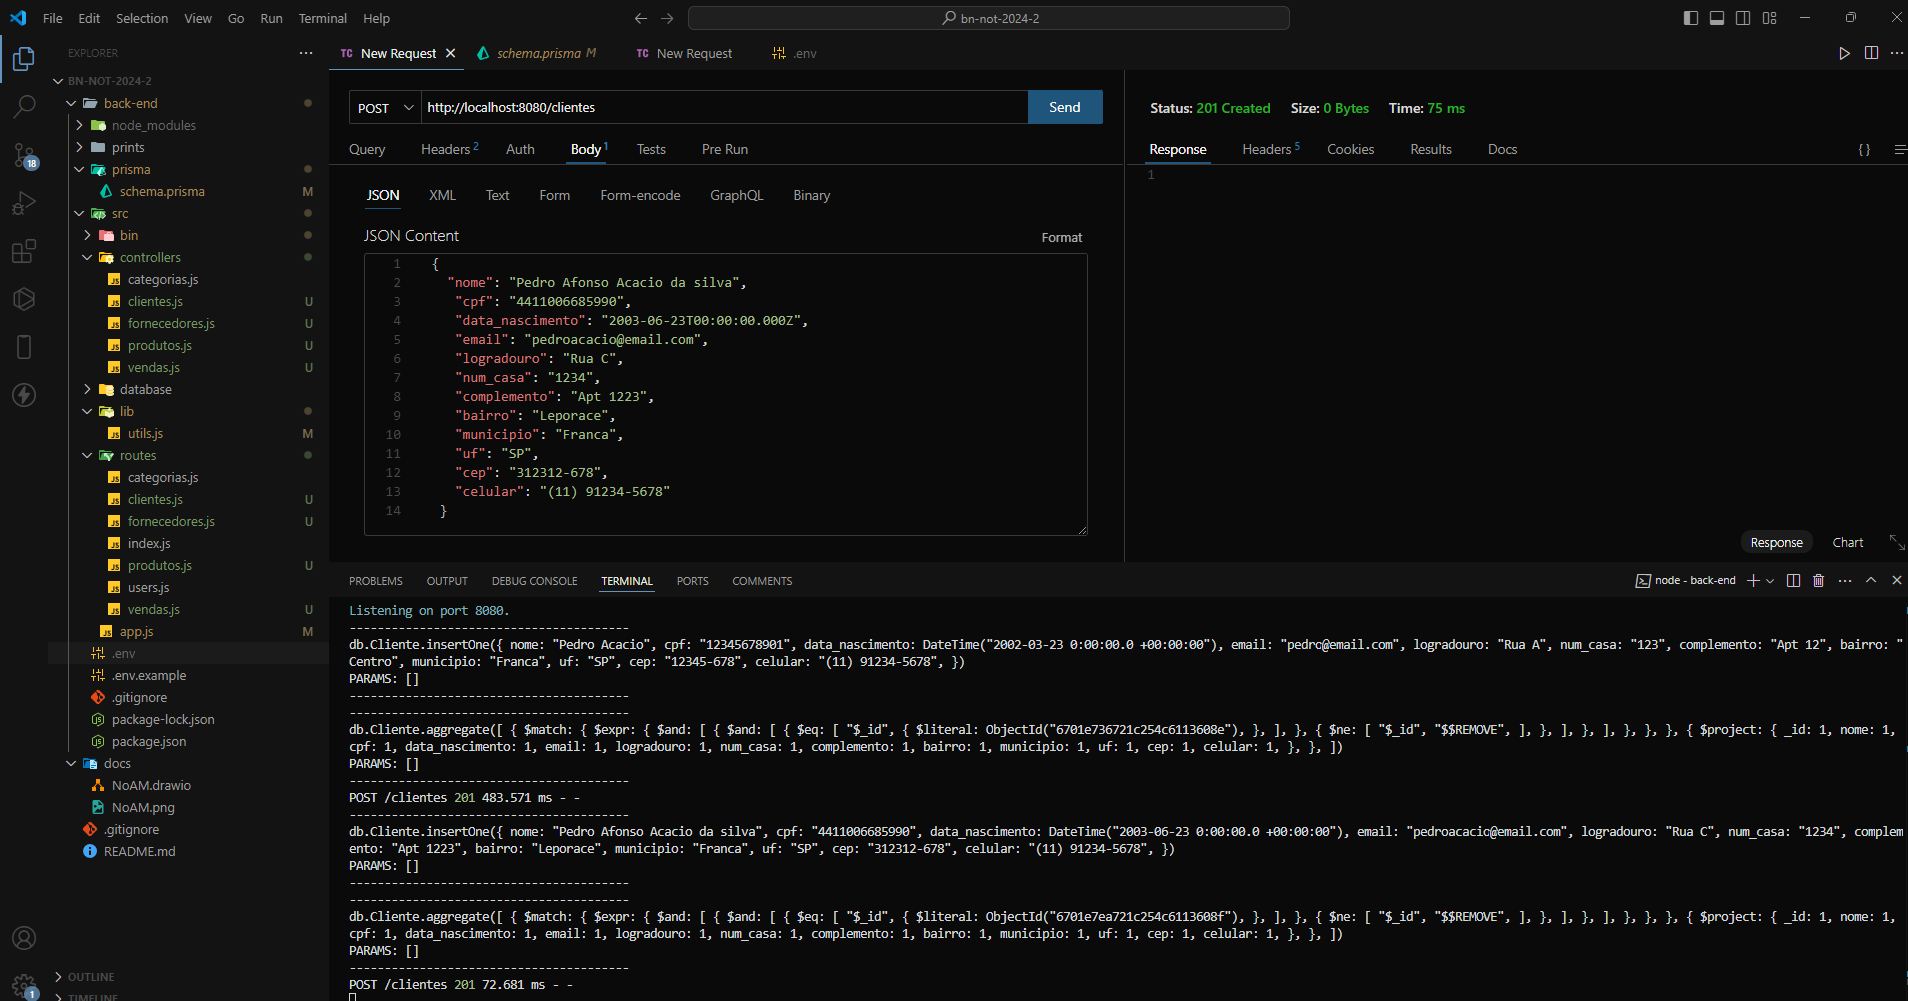 File Edit Selection View Go Run Terminal Help
bn-not-2024-2
EXPLORER
BN-NOT-2024-2
back-end
node_modules
prints
prisma
schema.prisma M
src
bin
controllers
categorias.js
clientes.js U
fornecedores.js U
produtos.js U
vendas.js U
database
lib
utils.js M
routes
categorias.js
clientes.js U
fornecedores.js U
index.js
produtos.js U
users.js
vendas.js U
app.js M
.env
.env.example
.gitignore
package-lock.json
package.json
docs
NoAM.drawio
NoAM.png
.gitignore
README.md
OUTLINE
TIMELINE
18
1
TC New Request schema.prisma M TC New Request .env
POST http://localhost:8080/clientes Send
Query Headers 2 Auth Body 1 Tests Pre Run
JSON XML Text Form Form-encode GraphQL Binary
JSON Content Format
1 {
2 "nome": "Pedro Afonso Acacio da silva",
3 "cpf": "4411006685990",
4 "data_nascimento": "2003-06-23T00:00:00.000Z",
5 "email": "pedroacacio@email.com",
6 "logradouro": "Rua C",
7 "num_casa": "1234",
8 "complemento": "Apt 1223",
9 "bairro": "Leporace",
10 "municipio": "Franca",
11 "uf": "SP",
12 "cep": "312312-678",
13 "celular": "(11) 91234-5678"
14 }
Status: 201 Created Size: 0 Bytes Time: 75 ms
Response Headers 5 Cookies Results Docs { }
1
Response Chart
PROBLEMS OUTPUT DEBUG CONSOLE TERMINAL PORTS COMMENTS
node - back-end
Listening on port 8080.
----------------------------------------
db.Cliente.insertOne({ nome: "Pedro Acacio", cpf: "12345678901", data_nascimento: DateTime("2002-03-23 0:00:00.0 +00:00:00"), email: "pedro@email.com", logradouro: "Rua A", num_casa: "123", complemento: "Apt 12", bairro: "
Centro", municipio: "Franca", uf: "SP", cep: "12345-678", celular: "(11) 91234-5678", })
PARAMS: []
----------------------------------------
----------------------------------------
db.Cliente.aggregate([ { $match: { $expr: { $and: [ { $and: [ { $eq: [ "$_id", { $literal: ObjectId("6701e736721c254c6113608e"), }, ], }, { $ne: [ "$_id", "$$REMOVE", ], }, ], }, ], }, }, }, { $project: { _id: 1, nome: 1,
cpf: 1, data_nascimento: 1, email: 1, logradouro: 1, num_casa: 1, complemento: 1, bairro: 1, municipio: 1, uf: 1, cep: 1, celular: 1, }, }, ])
PARAMS: []
----------------------------------------
POST /clientes 201 483.571 ms - -
----------------------------------------
db.Cliente.insertOne({ nome: "Pedro Afonso Acacio da silva", cpf: "4411006685990", data_nascimento: DateTime("2003-06-23 0:00:00.0 +00:00:00"), email: "pedroacacio@email.com", logradouro: "Rua C", num_casa: "1234", complem
ento: "Apt 1223", bairro: "Leporace", municipio: "Franca", uf: "SP", cep: "312312-678", celular: "(11) 91234-5678", })
PARAMS: []
----------------------------------------
----------------------------------------
db.Cliente.aggregate([ { $match: { $expr: { $and: [ { $and: [ { $eq: [ "$_id", { $literal: ObjectId("6701e7ea721c254c6113608f"), }, ], }, { $ne: [ "$_id", "$$REMOVE", ], }, ], }, ], }, }, }, { $project: { _id: 1, nome: 1,
cpf: 1, data_nascimento: 1, email: 1, logradouro: 1, num_casa: 1, complemento: 1, bairro: 1, municipio: 1, uf: 1, cep: 1, celular: 1, }, }, ])
PARAMS: []
----------------------------------------
POST /clientes 201 72.681 ms - -